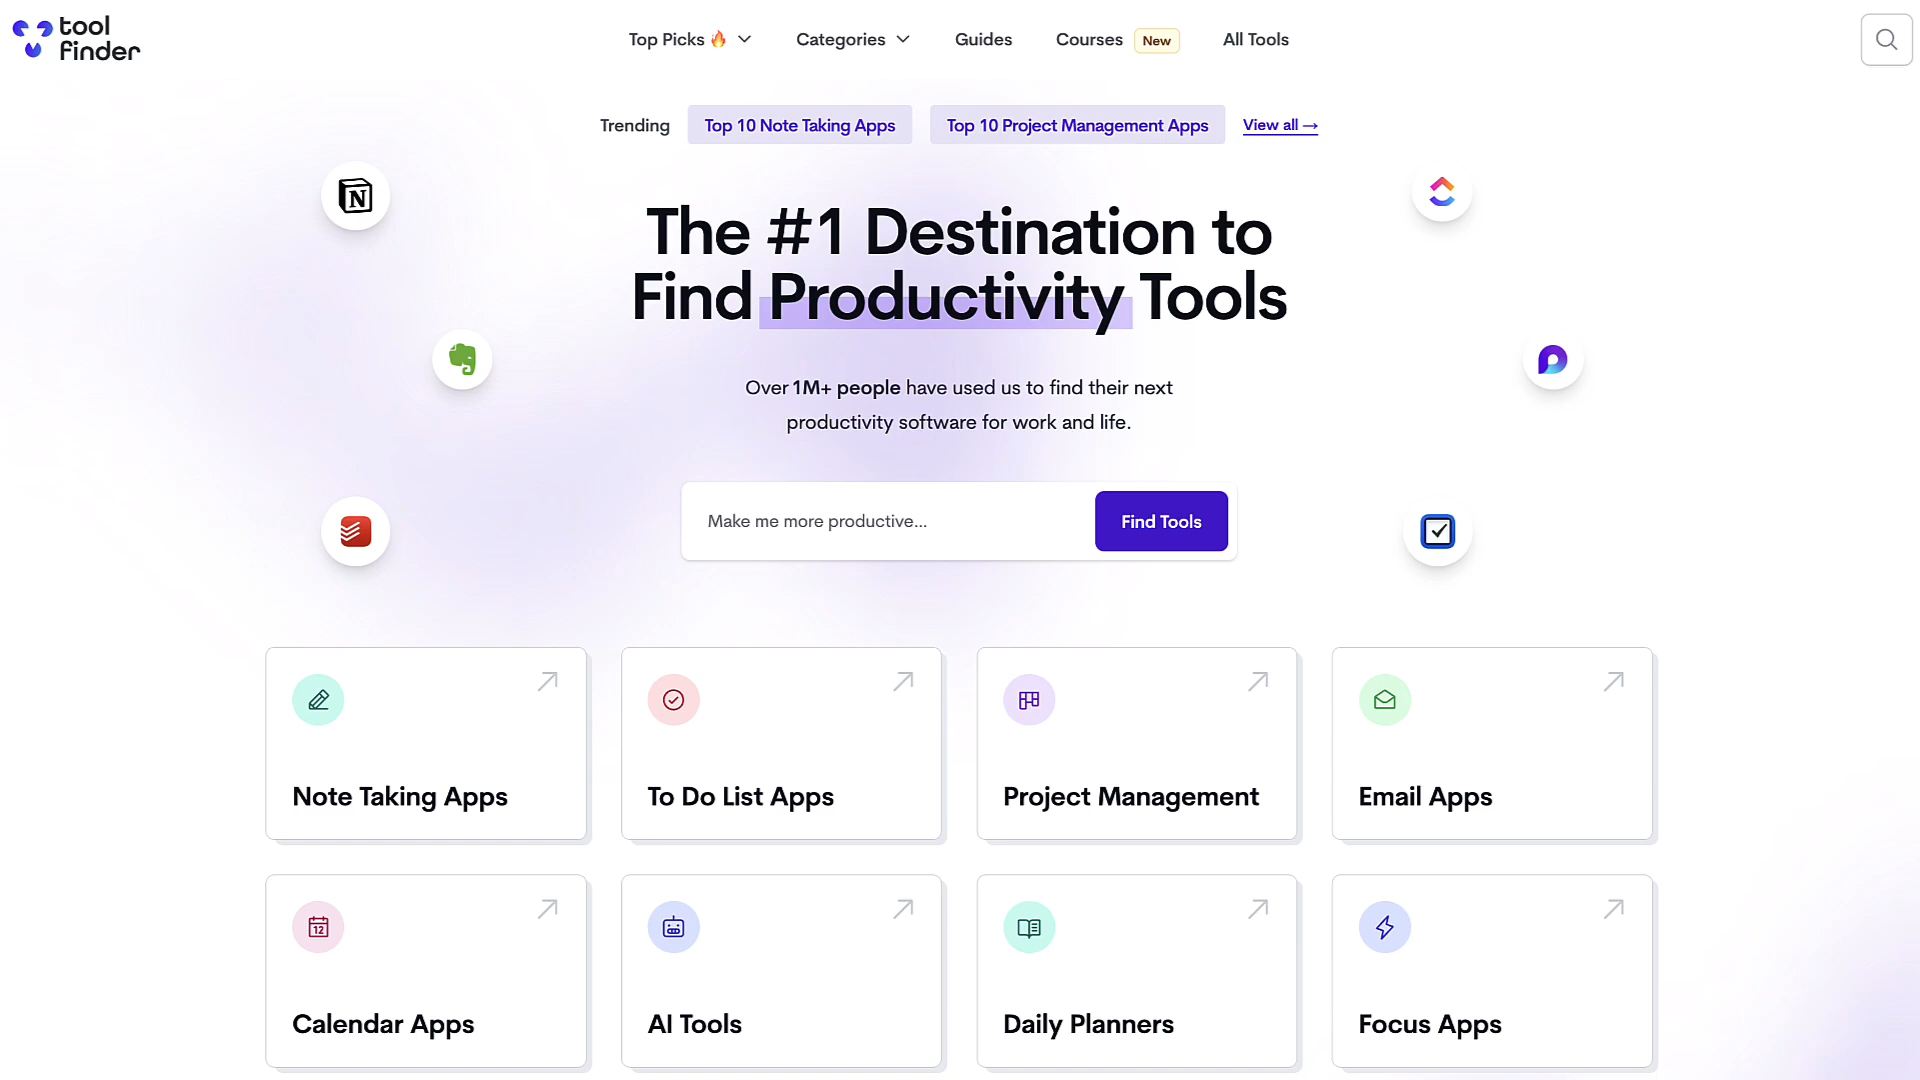 tool
finder
Top Picks 🔥
Categories
Guides
Courses
New
All Tools
Trending
Top 10 Note Taking Apps
Top 10 Project Management Apps
View all →
The #1 Destination to
Find Productivity Tools
Over 1M+ people have used us to find their next
productivity software for work and life.
Make me more productive...
Find Tools
Note Taking Apps
To Do List Apps
Project Management
Email Apps
12
Calendar Apps
AI Tools
Daily Planners
Focus Apps
N